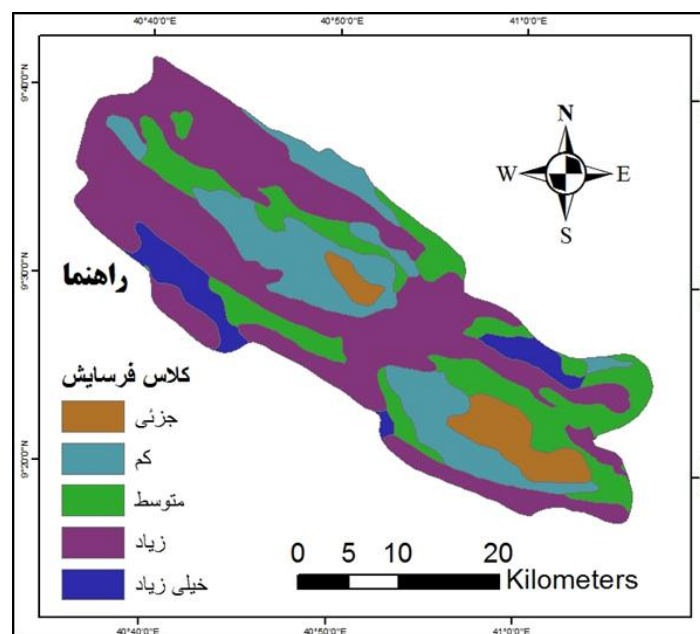 40°40'0"E 40°50'0"E 41°0'0"E
9°40'0"N
N
W E
S
9°30'0"N
راهنما
کلاس فرسایش
جزئی
کم
متوسط
زیاد
خیلی زیاد
9°20'0"N
0 5 10 20
Kilometers
40°40'0"E 40°50'0"E 41°0'0"E